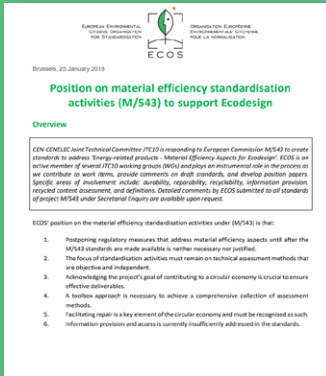 EUROPEAN ENVIRONMENTAL
CITIZENS ORGANISATION
FOR STANDARDISATION
ORGANISATION EUROPÉENNE
ENVIRONNEMENTALE CITOYENNE
POUR LA NORMALISATION
ECOS
Brussels, 25 January 2018
Position on material efficiency standardisation
activities (M/543) to support Ecodesign
Overview
CEN-CENELEC Joint Technical Committee JTC10 is responding to European Commission M/543 to create
standards to address 'Energy-related products - Material Efficiency Aspects for Ecodesign'. ECOS is an
active member of several JTC10 working groups (WGs) and plays an instrumental role in the process as
we contribute to work items, provide comments on draft standards, and develop position papers.
Specific areas of involvement include: durability, reparability, recyclability, information provision,
recycled content assessment, and definitions. Detailed comments by ECOS submitted to all standards
of project M/543 under Secretarial Enquiry are available upon request.
ECOS' position on the material efficiency standardisation activities under (M/543) is that:
1. Postponing regulatory measures that address material efficiency aspects until after the
M/543 standards are made available is neither necessary nor justified.
2. The focus of standardisation activities must remain on technical assessment methods that
are objective and independent.
3. Acknowledging the project's goal of contributing to a circular economy is crucial to ensure
effective deliverables.
4. A toolbox approach is necessary to achieve a comprehensive collection of assessment
methods.
5. Facilitating repair is a key element of the circular economy and must be recognised as such.
6. Information provision and access is currently insufficiently addressed in the standards.